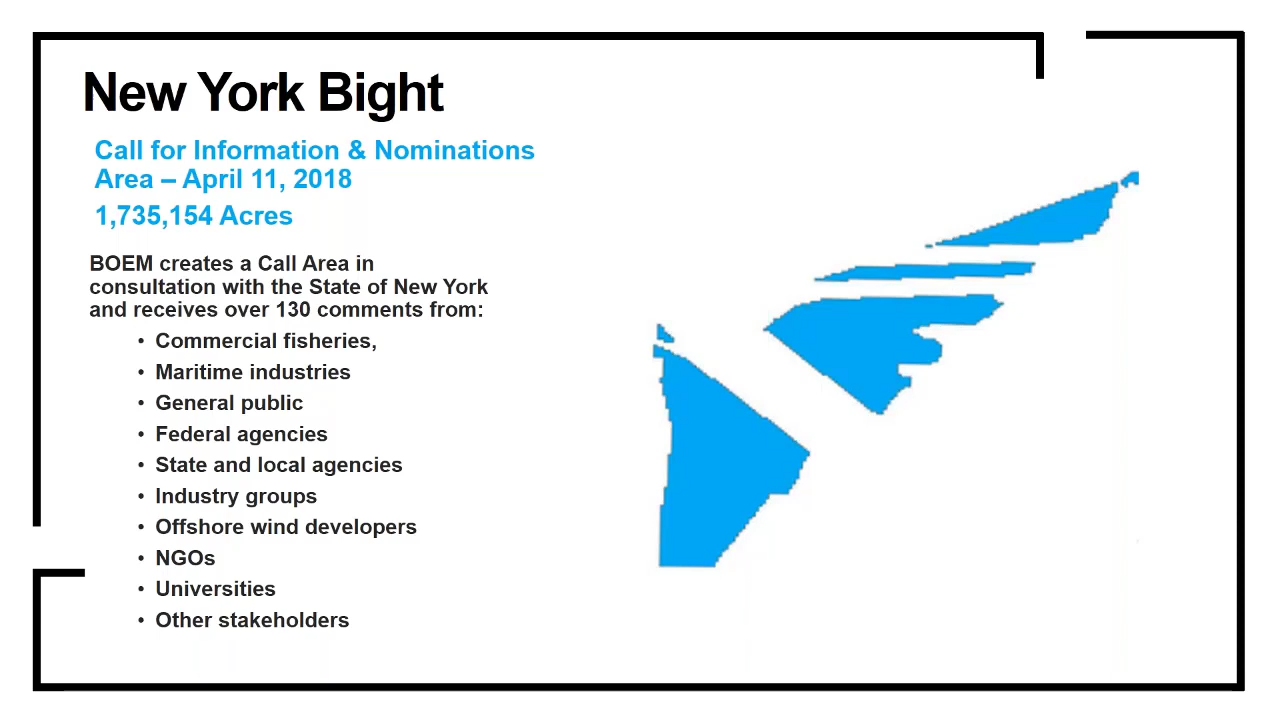 New York Bight
Call for Information & Nominations
Area – April 11, 2018
1,735,154 Acres
BOEM creates a Call Area in
consultation with the State of New York
and receives over 130 comments from:
• Commercial fisheries,
• Maritime industries
• General public
• Federal agencies
• State and local agencies
• Industry groups
• Offshore wind developers
• NGOs
• Universities
• Other stakeholders